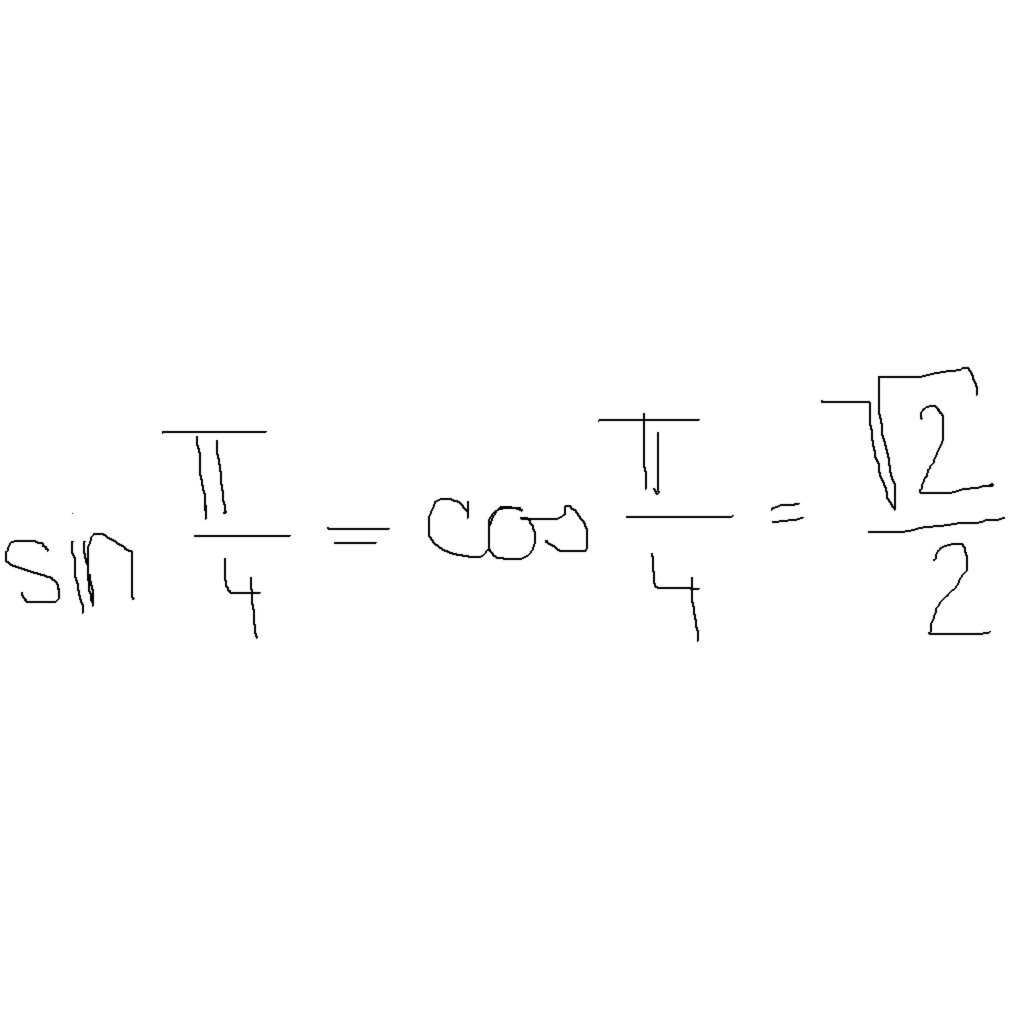 sin π/4 = cos π/4 = √2/2